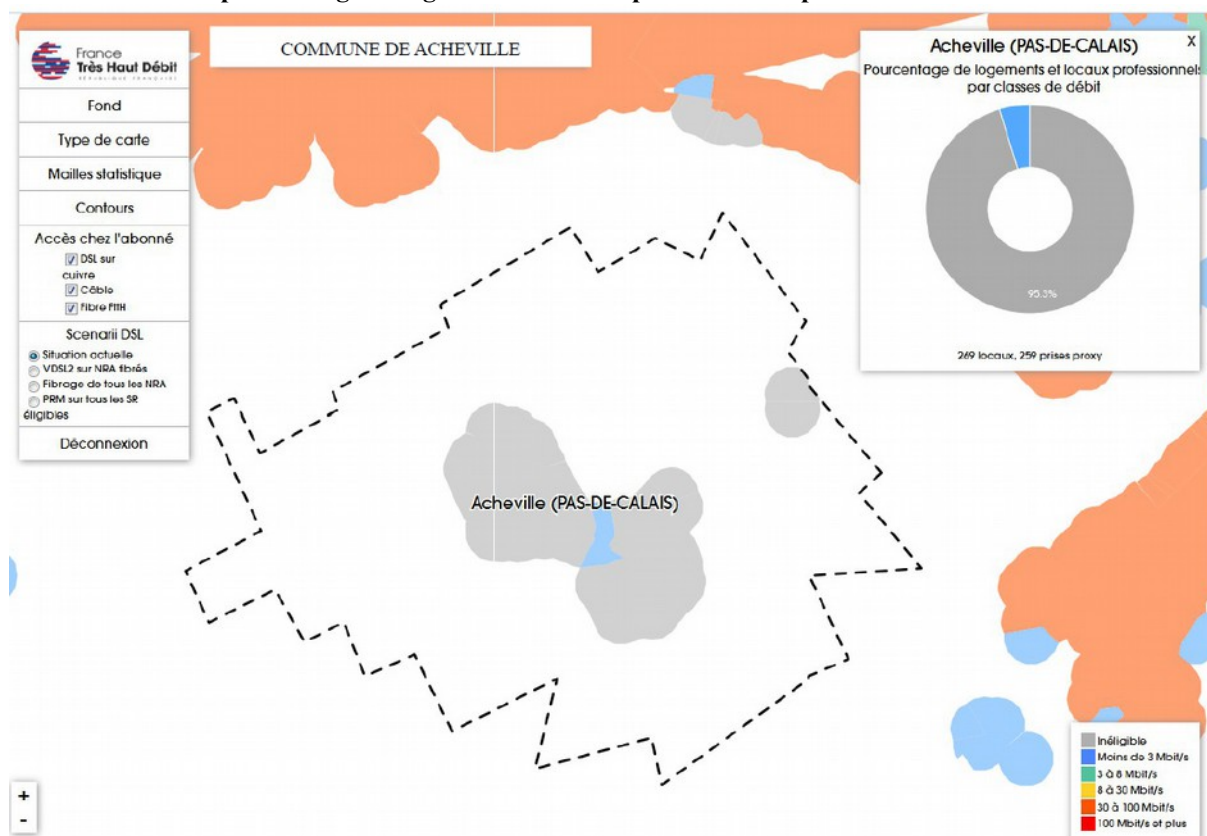 COMMUNE DE ACHEVILLE
France
Très Haut Débit
RÉPUBLIQUE FRANÇAISE
Fond
Type de carte
Mailles statistique
Contours
Accès chez l'abonné
DSL sur
cuivre
Câble
Fibre FTTH
Scenarii DSL
Situation actuelle
VDSL2 sur NRA fibrés
Fibrage de tous les NRA
PRM sur tous les SR
éligibles
Déconnexion
Acheville (PAS-DE-CALAIS)
X
Pourcentage de logements et locaux professionnels
par classes de débit
95.3%
269 locaux, 259 prises proxy
Acheville (PAS-DE-CALAIS)
Inéligible
Moins de 3 Mbit/s
3 à 8 Mbit/s
8 à 30 Mbit/s
30 à 100 Mbit/s
100 Mbit/s et plus
+
-